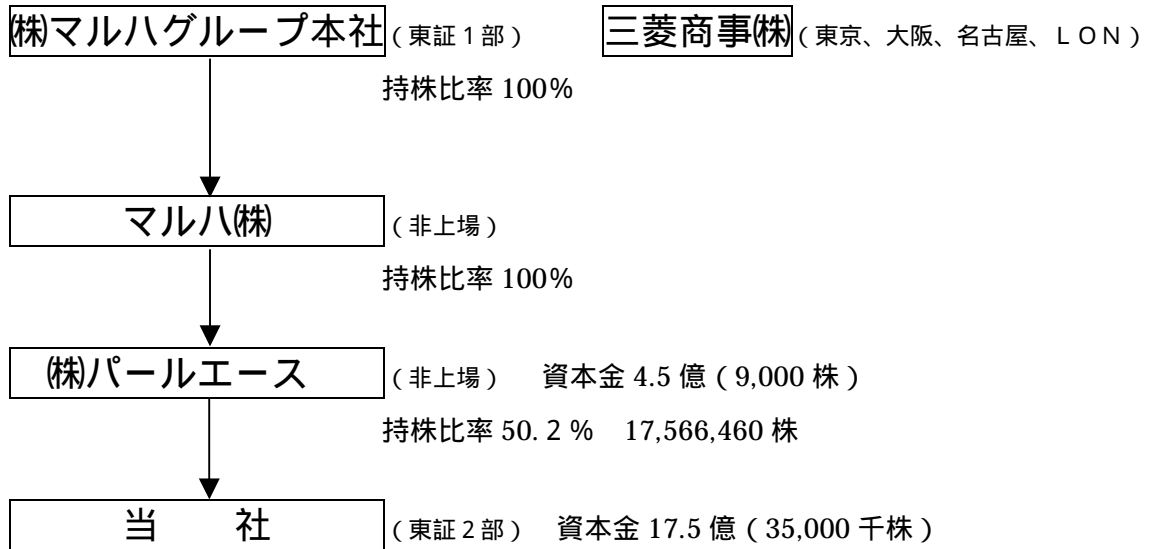 ㈱マルハグループ本社(東証1部) 三菱商事㈱(東京、大阪、名古屋、LON)
持株比率 100%
マルハ㈱(非上場)
持株比率 100%
㈱パールエース(非上場) 資本金 4.5 億(9,000 株)
持株比率 50.2% 17,566,460 株
当 社(東証2部) 資本金 17.5 億(35,000 千株)